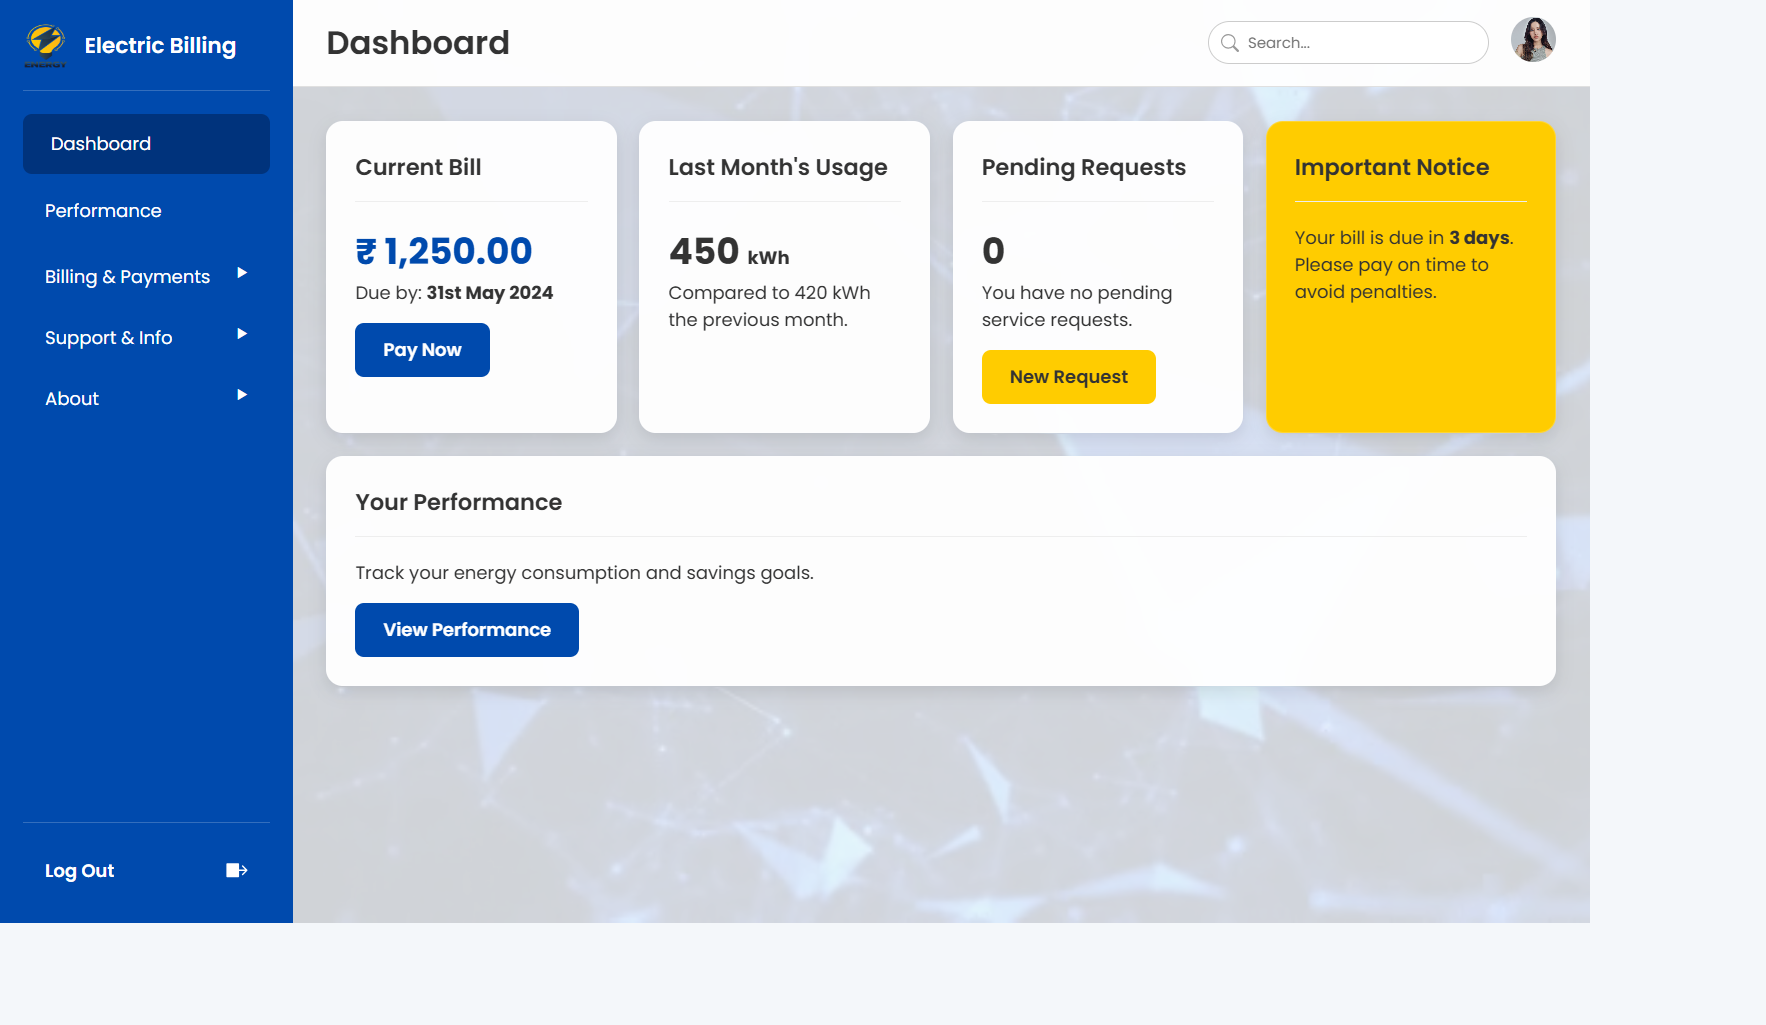 Electric Billing
Dashboard
Performance
Billing & Payments
Support & Info
About
Log Out
Dashboard
Search...
Current Bill
₹ 1,250.00
Due by: 31st May 2024
Pay Now
Last Month's Usage
450 kWh
Compared to 420 kWh
the previous month.
Pending Requests
0
You have no pending
service requests.
New Request
Important Notice
Your bill is due in 3 days.
Please pay on time to
avoid penalties.
Your Performance
Track your energy consumption and savings goals.
View Performance